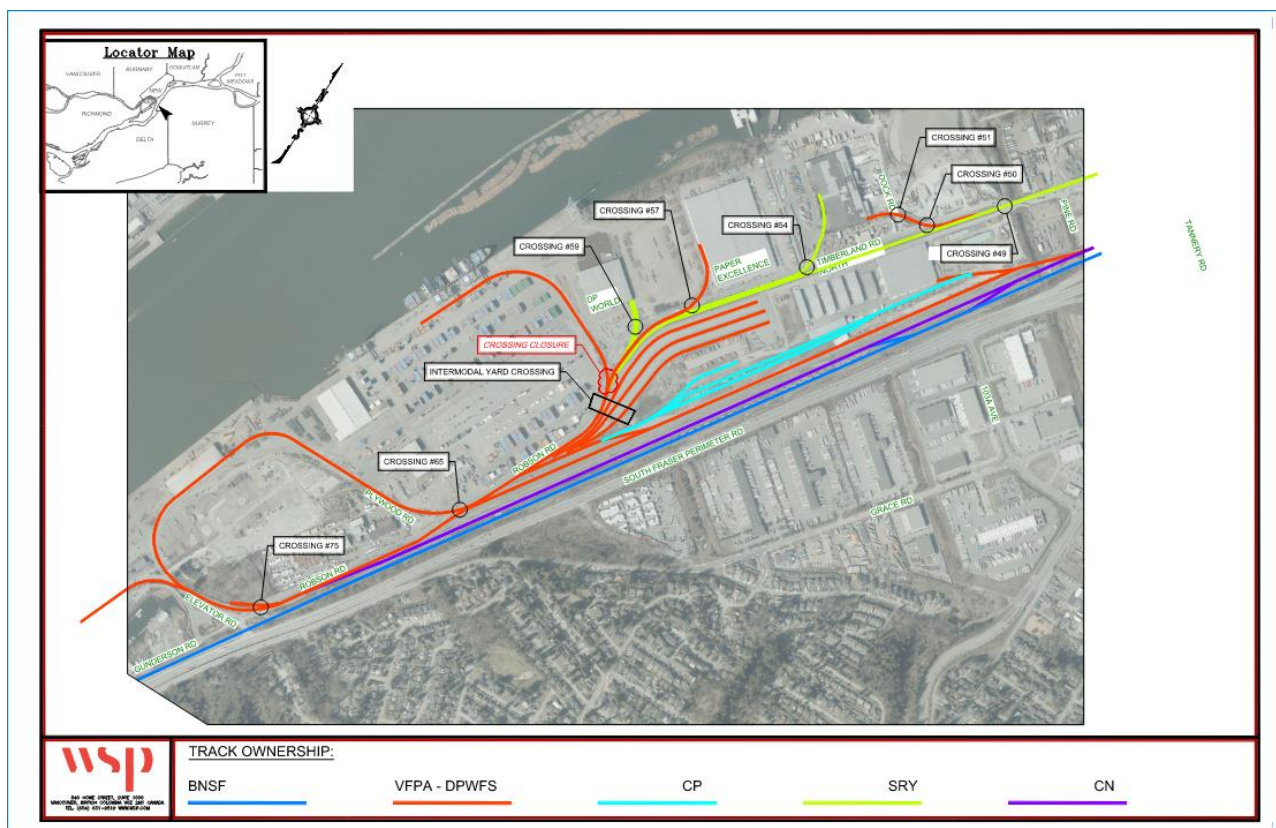 Locator Map
VANCOUVER
BURNABY
COQUITLAM
PITT
MEADOWS
NEW
RICHMOND
SURREY
DELTA
CROSSING #51
CROSSING #50
DOCK RD
CROSSING #57
CROSSING #54
CROSSING #59
PAPER
EXCELLENCE
TIMBERLAND RD
NORTH
PINE RD
TANNERY RD
CROSSING #49
DP
WORLD
CROSSING CLOSURE
INTERMODAL YARD CROSSING
ROBSON RD
SOUTH FRASER PERIMETER RD
CROSSING #65
PLYWOOD RD
GRACE RD
CROSSING #75
ROBSON RD
ELEVATOR RD
GUNDERSON RD
wsp
TRACK OWNERSHIP:
BNSF
VFPA - DPWFS
CP
SRY
CN